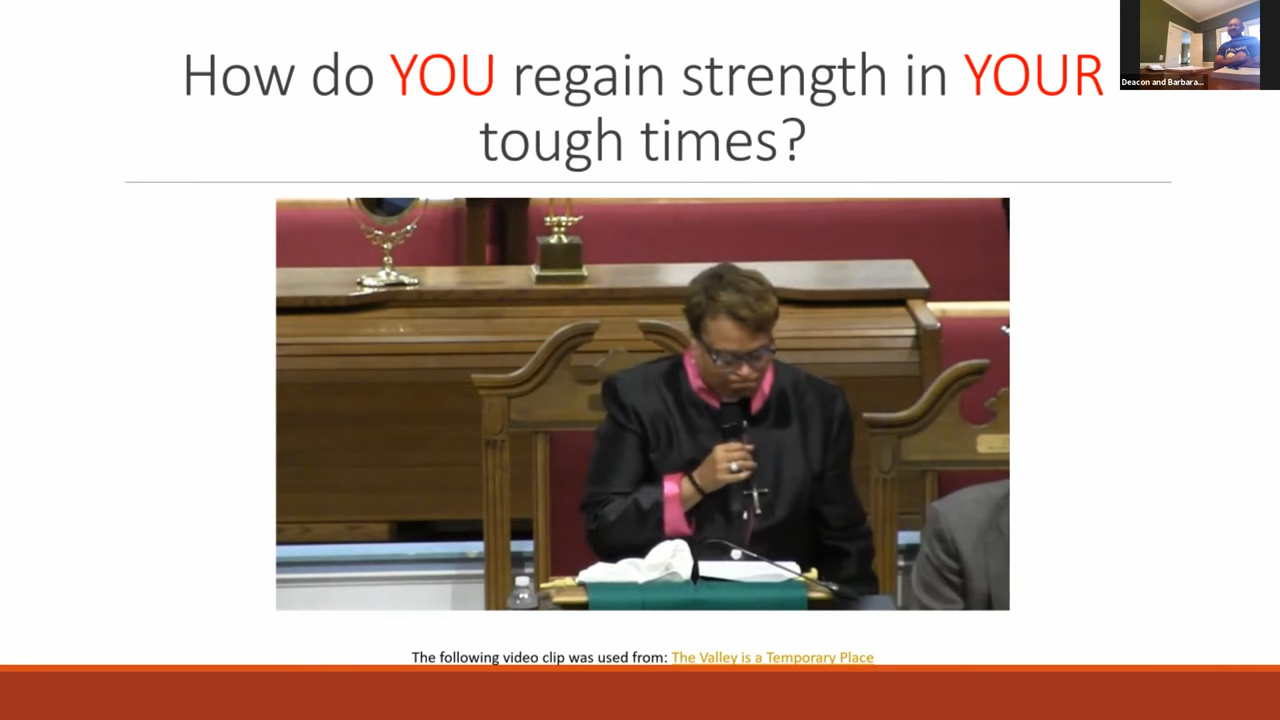 How do YOU regain strength in YOUR
tough times?
Deacon and Barbara...
The following video clip was used from: The Valley is a Temporary Place